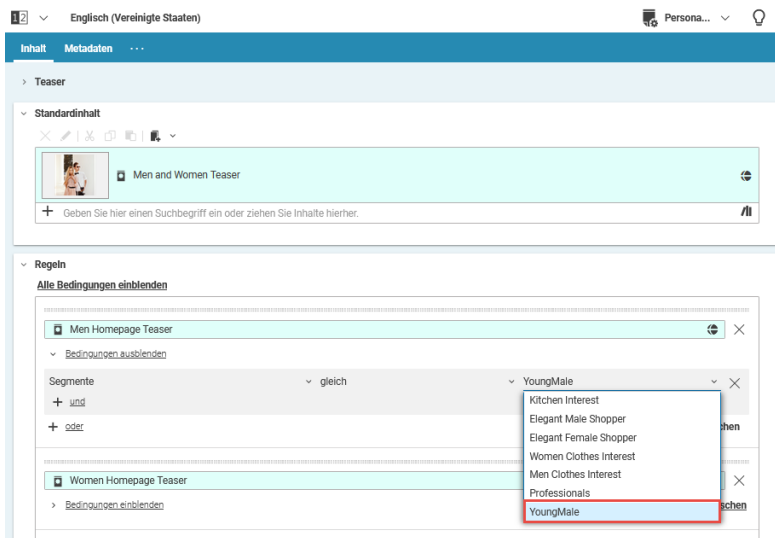 12 Englisch (Vereinigte Staaten) Persona...
Inhalt Metadaten ...
Teaser
Standardinhalt
Men and Women Teaser
Geben Sie hier einen Suchbegriff ein oder ziehen Sie Inhalte hierher.
Regeln
Alle Bedingungen einblenden
Men Homepage Teaser
Bedingungen ausblenden
Segmente gleich YoungMale
und
oder chen
Kitchen Interest
Elegant Male Shopper
Elegant Female Shopper
Women Clothes Interest
Men Clothes Interest
Professionals
YoungMale
Women Homepage Teaser
Bedingungen einblenden schen